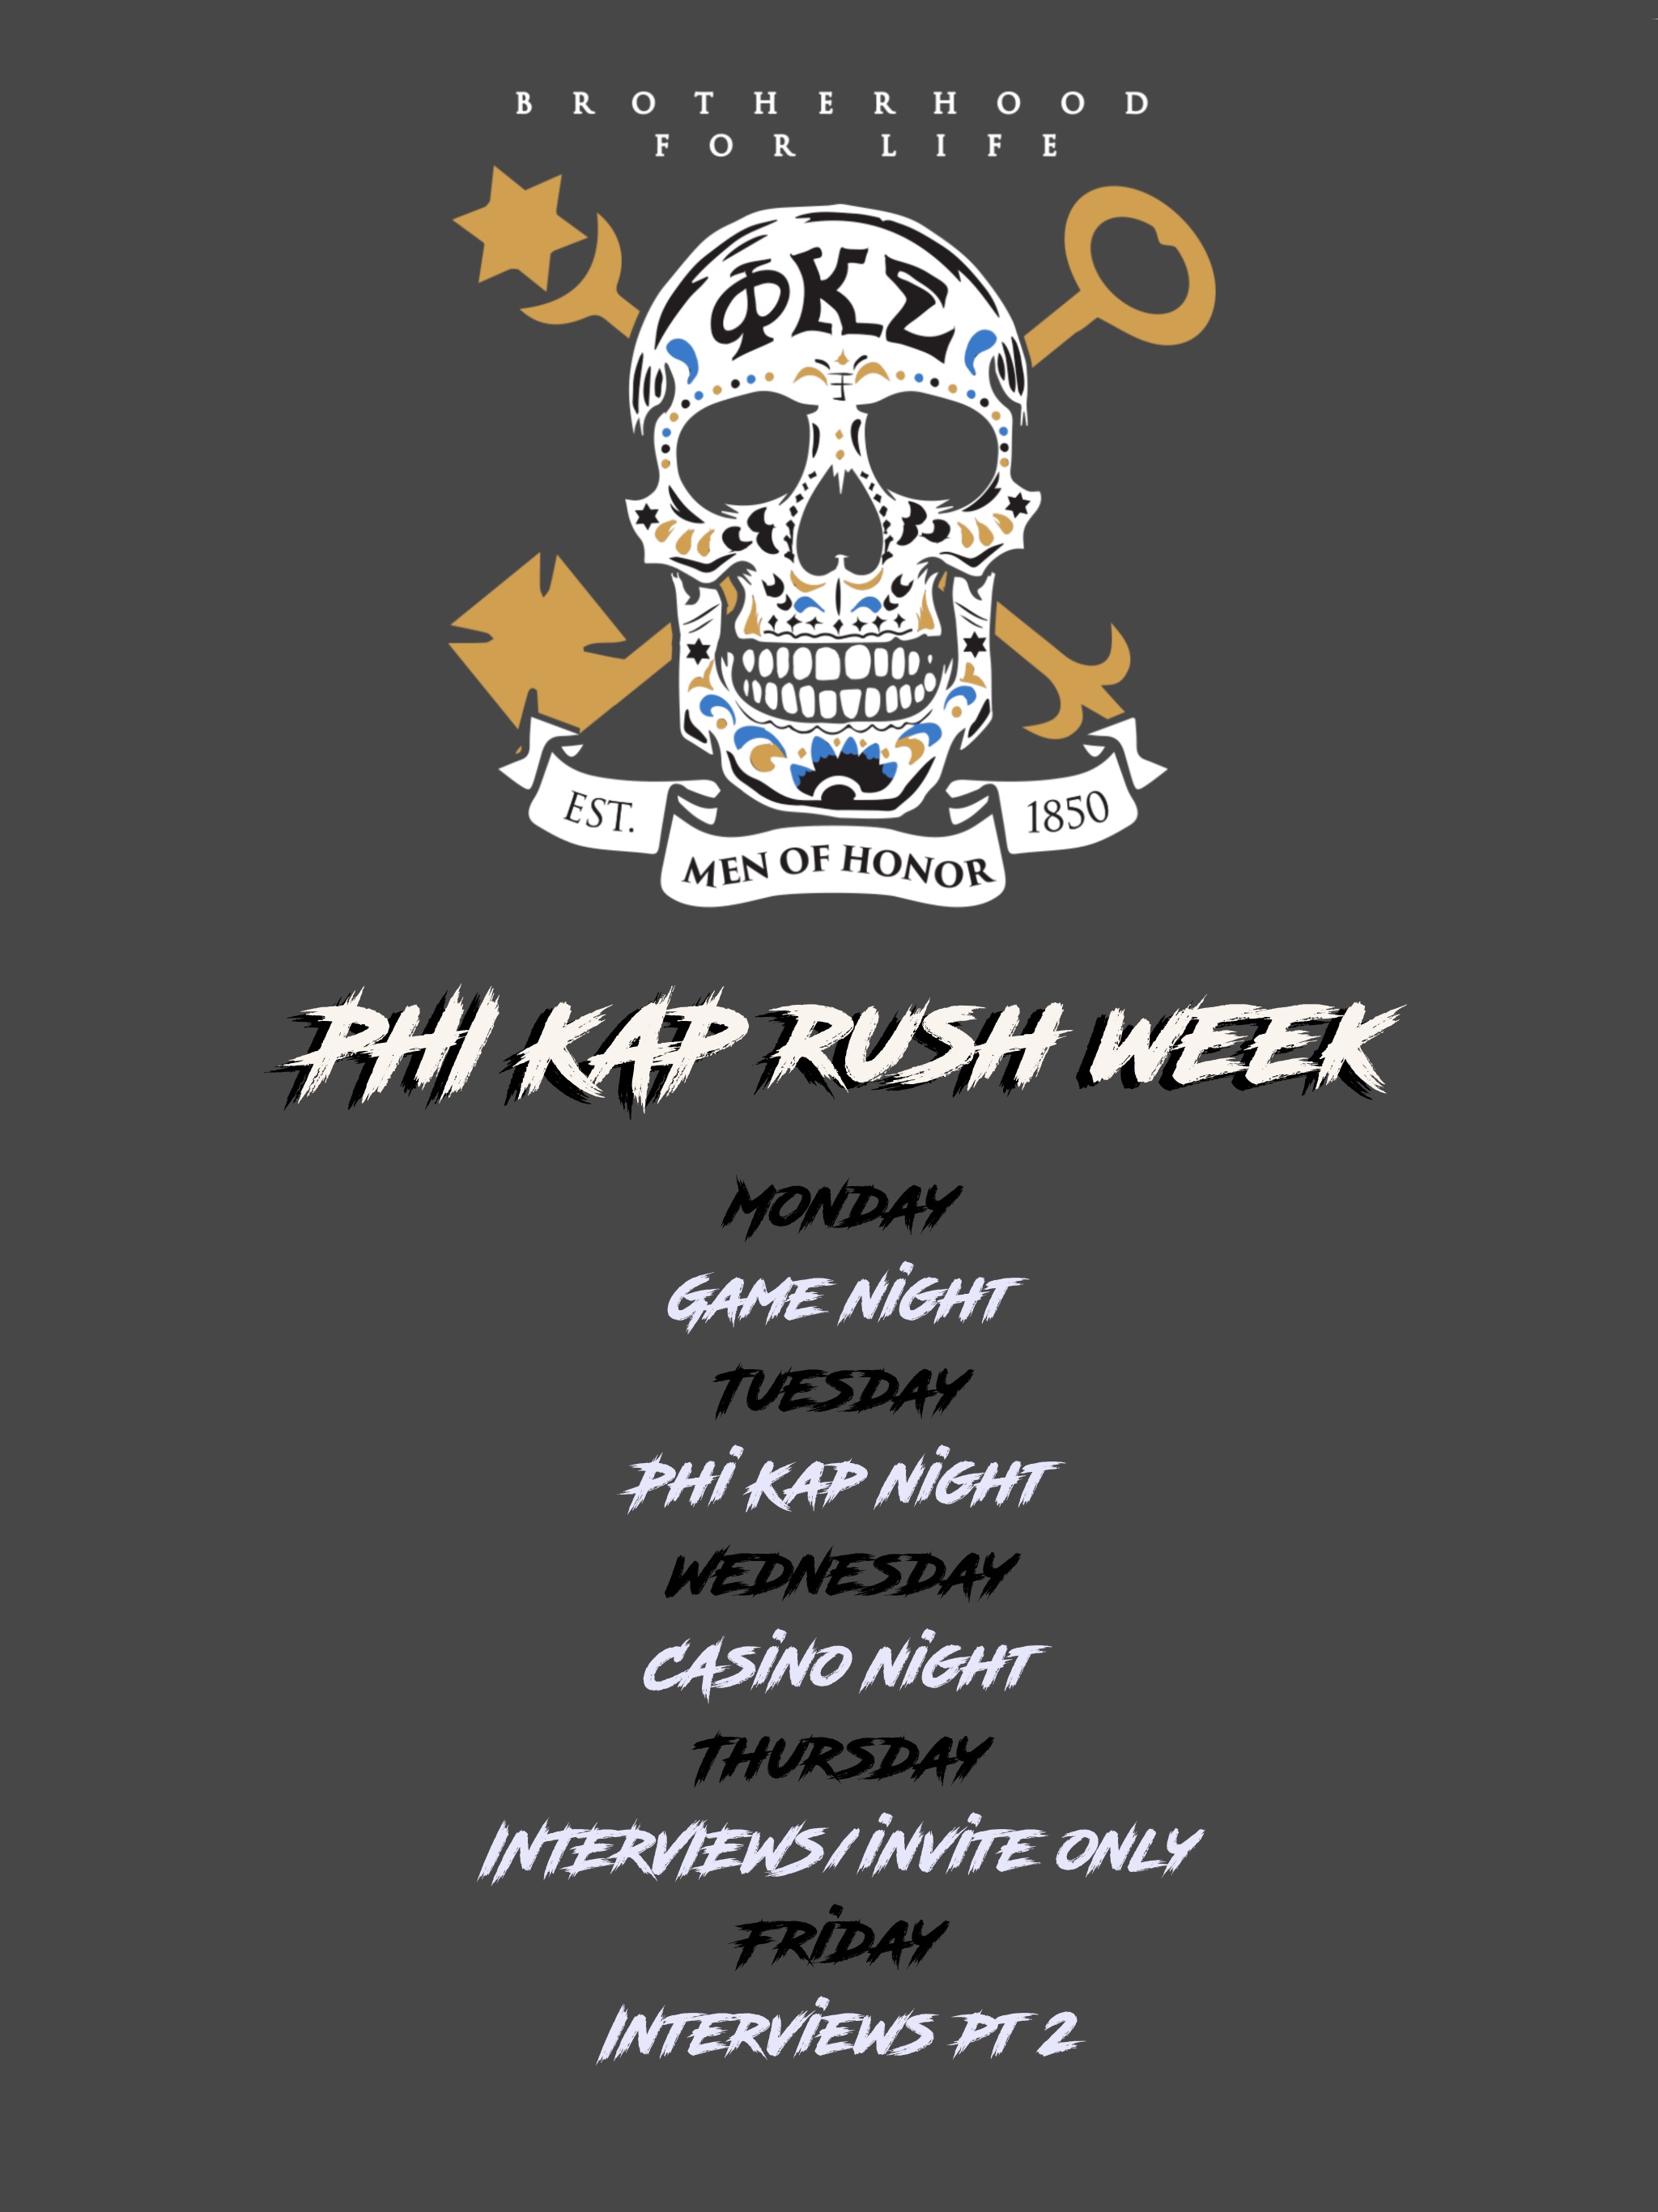 BROTHERHOOD
FOR LIFE
ΦΚΣ
EST.
1850
MEN OF HONOR
PHI KAP RUSH WEEK
MONDAY
GAME NIGHT
TUESDAY
PHI KAP NIGHT
WEDNESDAY
CASINO NIGHT
THURSDAY
INTERVIEWS/INVITE ONLY
FRIDAY
INTERVIEWS PT 2